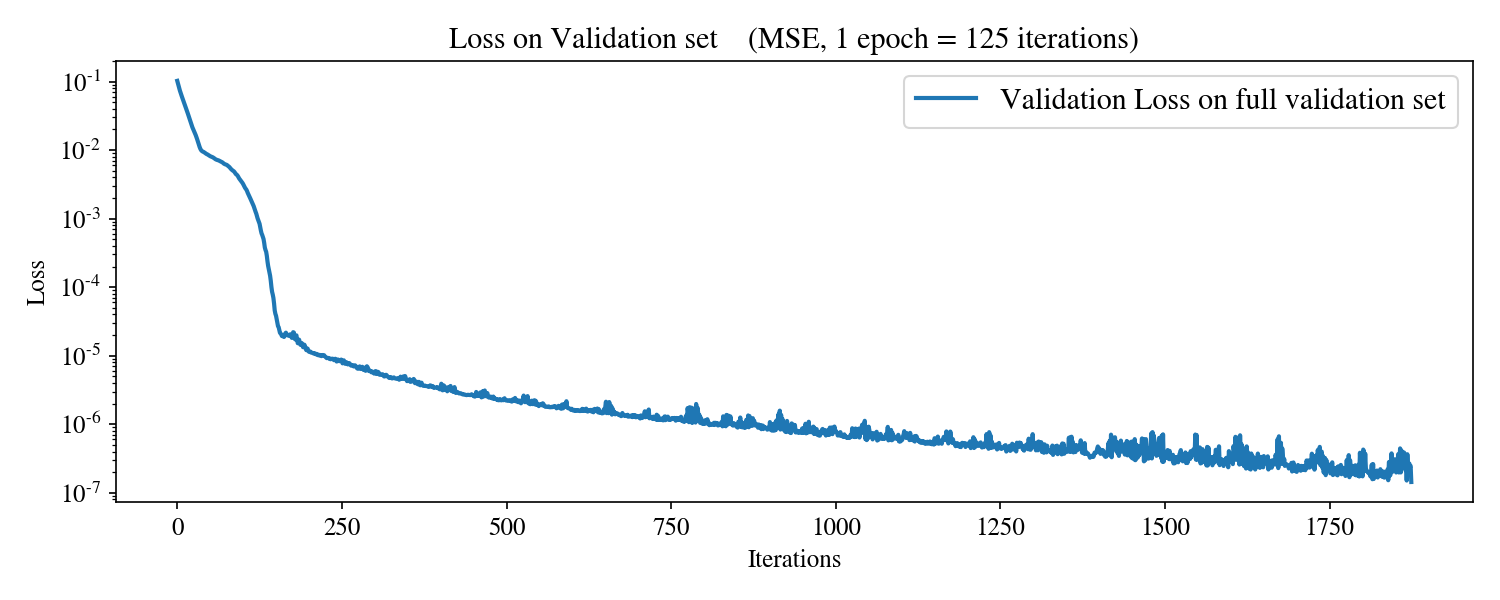 Loss on Validation set (MSE, 1 epoch = 125 iterations)
Validation Loss on full validation set
Loss
10^-1
10^-2
10^-3
10^-4
10^-5
10^-6
10^-7
0 250 500 750 1000 1250 1500 1750
Iterations